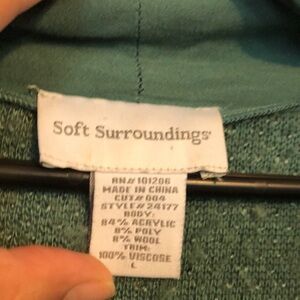 Soft Surroundings
RN# 101206
MADE IN CHINA
CUT# 004
STYLE# 24177
BODY:
84% ACRYLIC
8% POLY
8% WOOL
TRIM:
100% VISCOSE
L